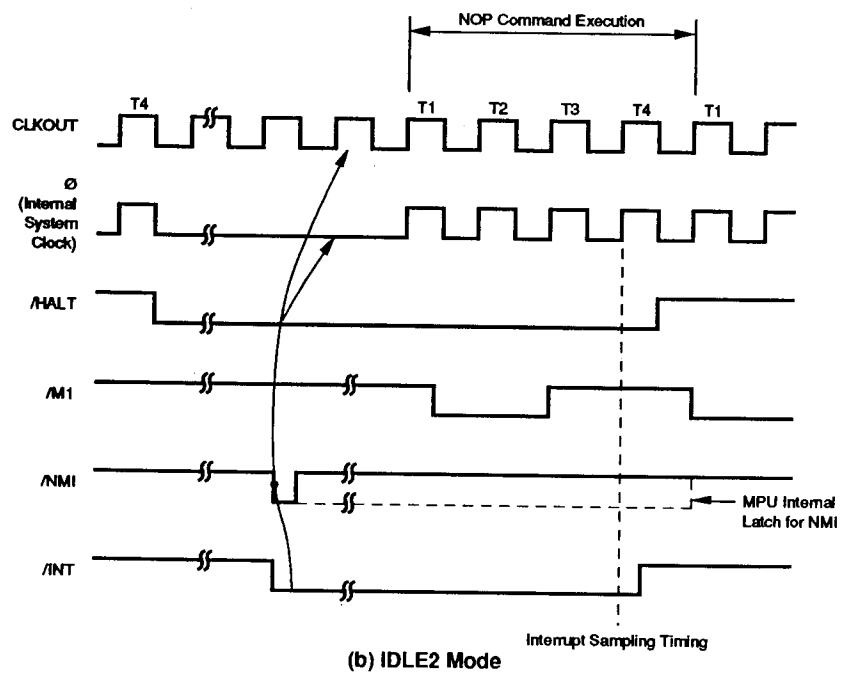 NOP Command Execution
T4
T1
T2
T3
T4
T1
CLKOUT
Ø
(Internal
System
Clock)
/HALT
/M1
/NMI
MPU Internal
Latch for NMI
/INT
Interrupt Sampling Timing
(b) IDLE2 Mode